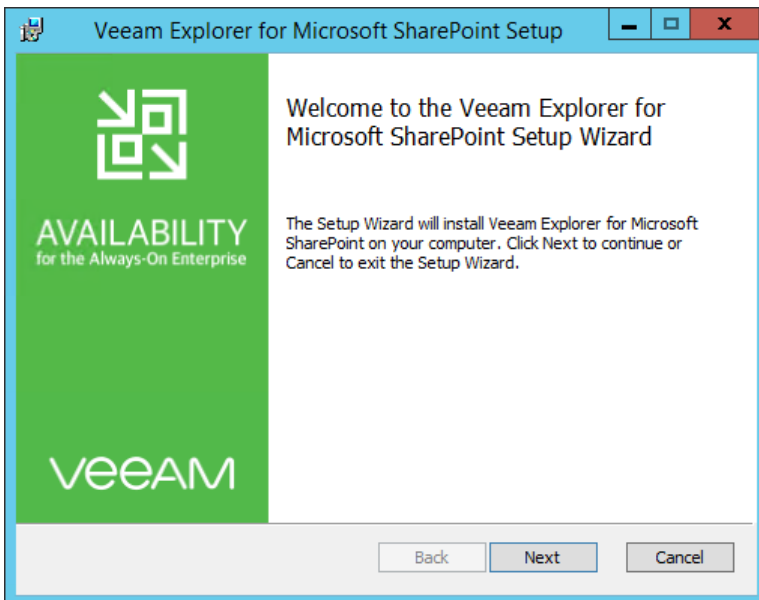 Veeam Explorer for Microsoft SharePoint Setup
x
Welcome to the Veeam Explorer for
Microsoft SharePoint Setup Wizard
AVAILABILITY
for the Always-On Enterprise
The Setup Wizard will install Veeam Explorer for Microsoft
SharePoint on your computer. Click Next to continue or
Cancel to exit the Setup Wizard.
veeAM
Back
Next
Cancel